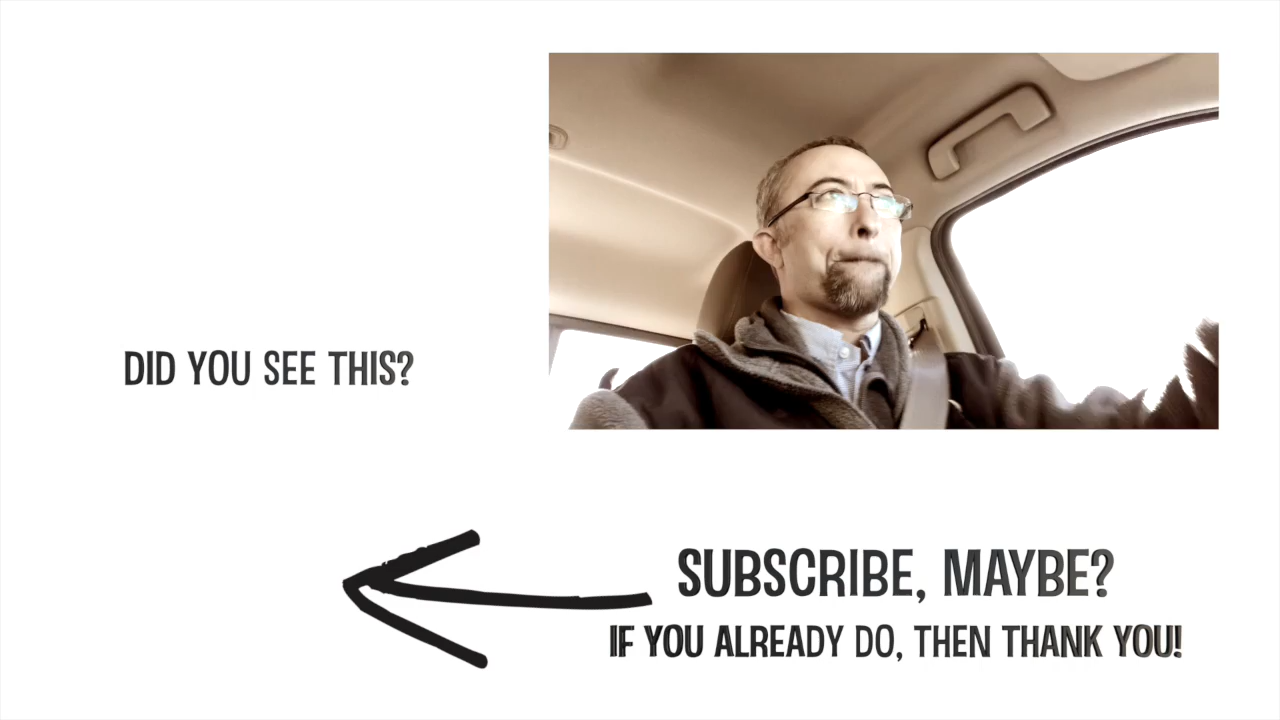 DID YOU SEE THIS?
SUBSCRIBE, MAYBE?
IF YOU ALREADY DO, THEN THANK YOU!